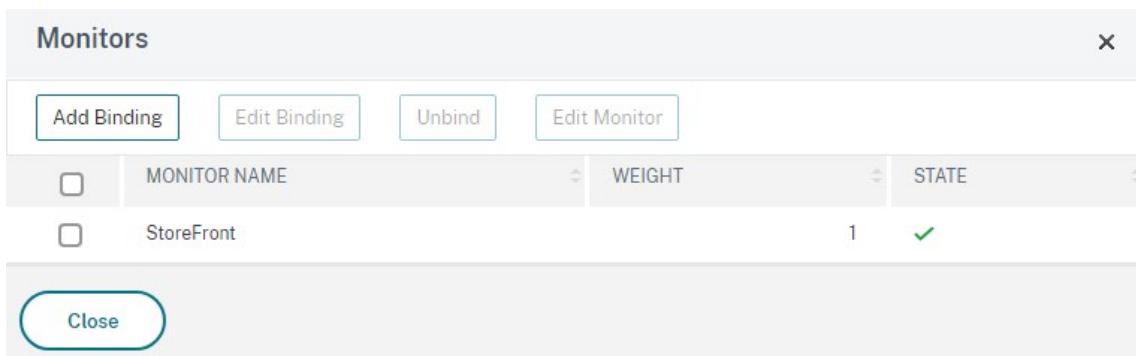 Monitors
Add Binding Edit Binding Unbind Edit Monitor
MONITOR NAME WEIGHT STATE
StoreFront 1
Close